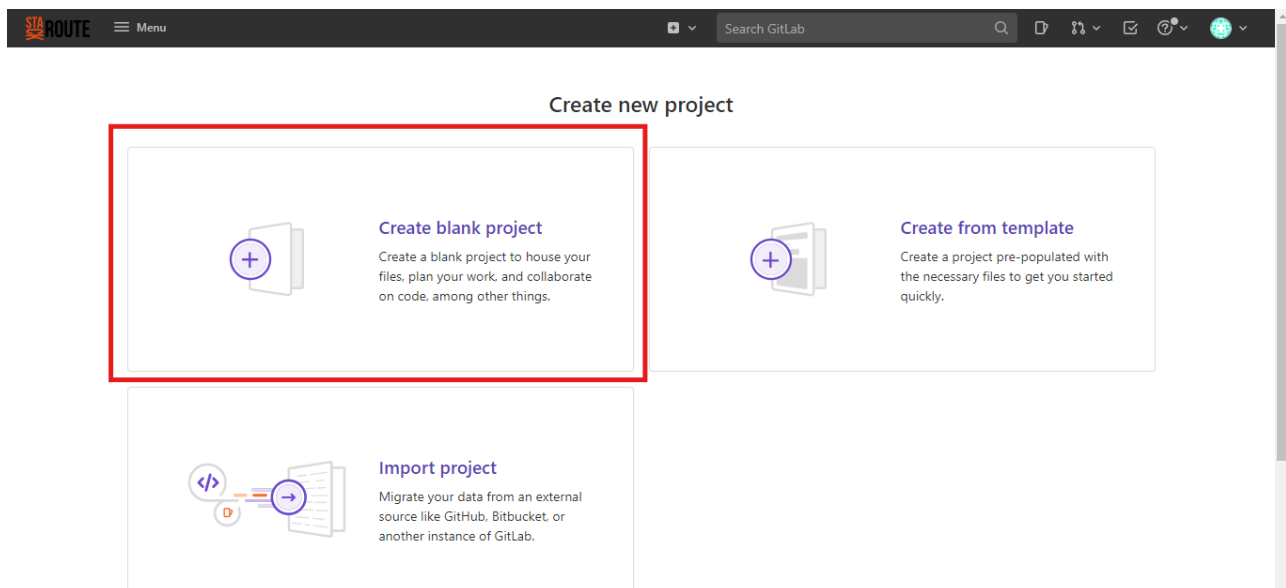 STACKROUTE
Menu
Search GitLab
Create new project
Create blank project
Create a blank project to house your
files, plan your work, and collaborate
on code, among other things.
Create from template
Create a project pre-populated with
the necessary files to get you started
quickly.
Import project
Migrate your data from an external
source like GitHub, Bitbucket, or
another instance of GitLab.